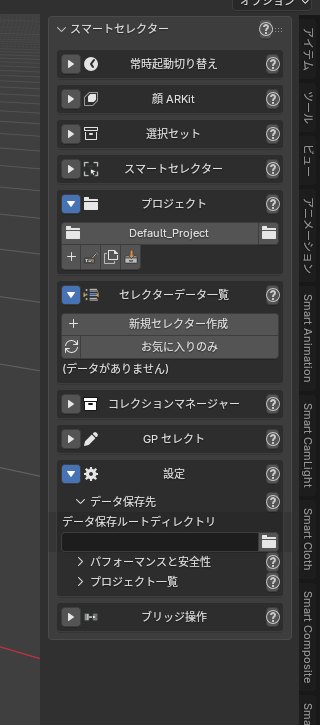 オプション
スマートセレクター
常時起動切り替え
顔 ARKit
選択セット
スマートセレクター
プロジェクト
Default_Project
セレクターデータ一覧
新規セレクター作成
お気に入りのみ
(データがありません)
コレクションマネージャー
GP セレクト
設定
データ保存先
データ保存ルートディレクトリ
パフォーマンスと安全性
プロジェクト一覧
ブリッジ操作
アイテム
ツール
ビュー
アニメーション
Smart Animation
Smart CamLight
Smart Cloth
Smart Composite